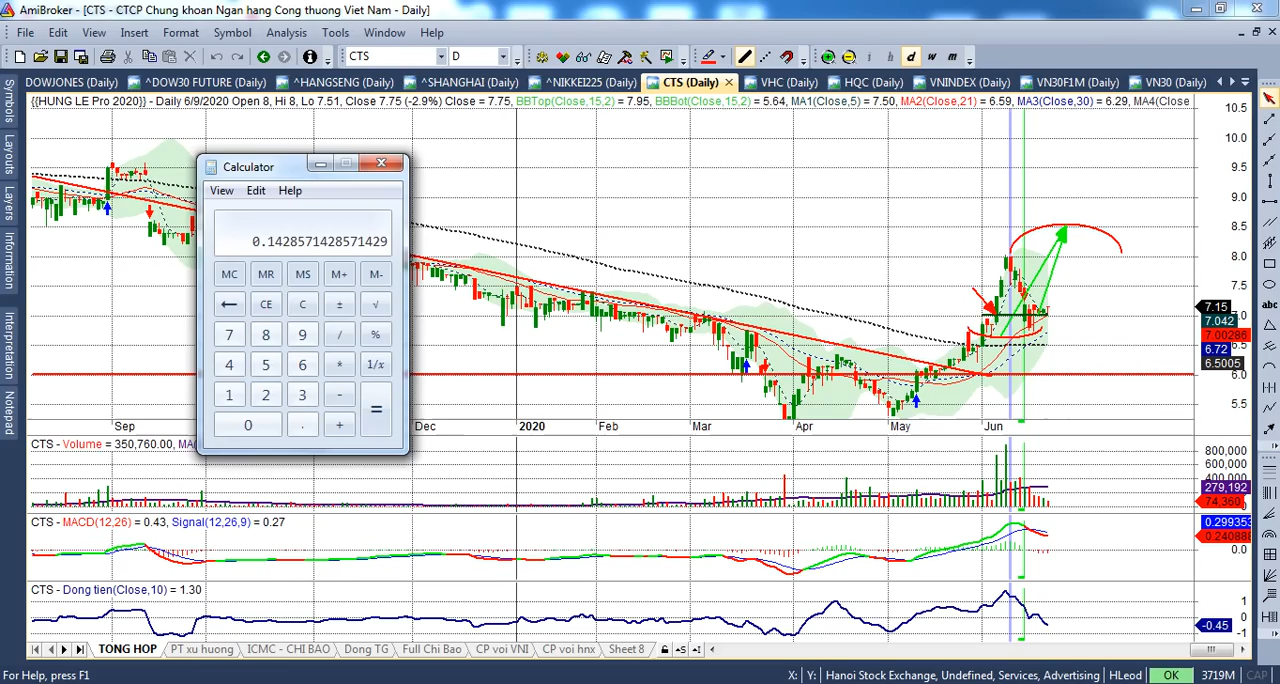 AmiBroker - [CTS - CTCP Chung khoan Ngan hang Cong thuong Viet Nam - Daily]
File Edit View Insert Format Symbol Analysis Tools Window Help
CTS D i h d w m
DOWJONES (Daily) ^DOW30 FUTURE (Daily) ^HANGSENG (Daily) ^SHANGHAI (Daily) ^NIKKEI225 (Daily) CTS (Daily) VHC (Daily) HQC (Daily) VNINDEX (Daily) VN30F1M (Daily) VN30 (Daily)
{{HUNG LE Pro 2020}} - Daily 6/9/2020 Open 8, Hi 8, Lo 7.51, Close 7.75 (-2.9%) Close = 7.75, BBTop(Close,15,2) = 7.95, BBBot(Close,15,2) = 5.64, MA1(Close,5) = 7.50, MA2(Close,21) = 6.59, MA3(Close,30) = 6.29, MA4(Close
Symbols
Layouts
Layers
Information
Interpretation
Notepad
abc
10.5
10.0
9.5
9.0
8.5
8.0
7.15
7.042
7.00286
6.72
6.5005
6.0
5.5
Calculator
View Edit Help
0.1428571428571429
MC MR MS M+ M-
← CE C ± √
7 8 9 / %
4 5 6 * 1/x
1 2 3 - =
0 . +
Sep Dec 2020 Feb Mar Apr May Jun
CTS - Volume = 350,760.00, MA(
800,000
600,000
400,000
279,192
74,360
CTS - MACD(12,26) = 0.43, Signal(12,26,9) = 0.27
0.299353
0.240888
0.0
CTS - Dong tien(Close,10) = 1.30
1
0
-0.45
-1
TONG HOP PT xu huong ICMC - CHI BAO Dong TG Full Chi Bao CP voi VNI CP voi hnx Sheet 8
For Help, press F1 X: Y: Hanoi Stock Exchange, Undefined, Services, Advertising HLeod OK 3719M CAP